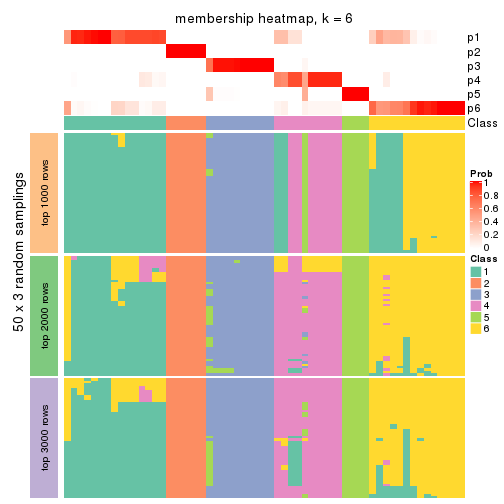 membership heatmap, k = 6
p1
p2
p3
p4
p5
p6
Class
50 x 3 random samplings
top 1000 rows
top 2000 rows
top 3000 rows
Prob
1
0.8
0.6
0.4
0.2
0
Class
1
2
3
4
5
6